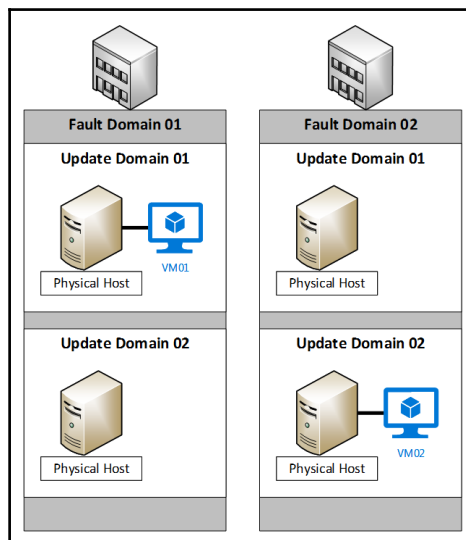 Fault Domain 01
Update Domain 01
VM01
Physical Host
Update Domain 02
Physical Host
Fault Domain 02
Update Domain 01
Physical Host
Update Domain 02
VM02
Physical Host